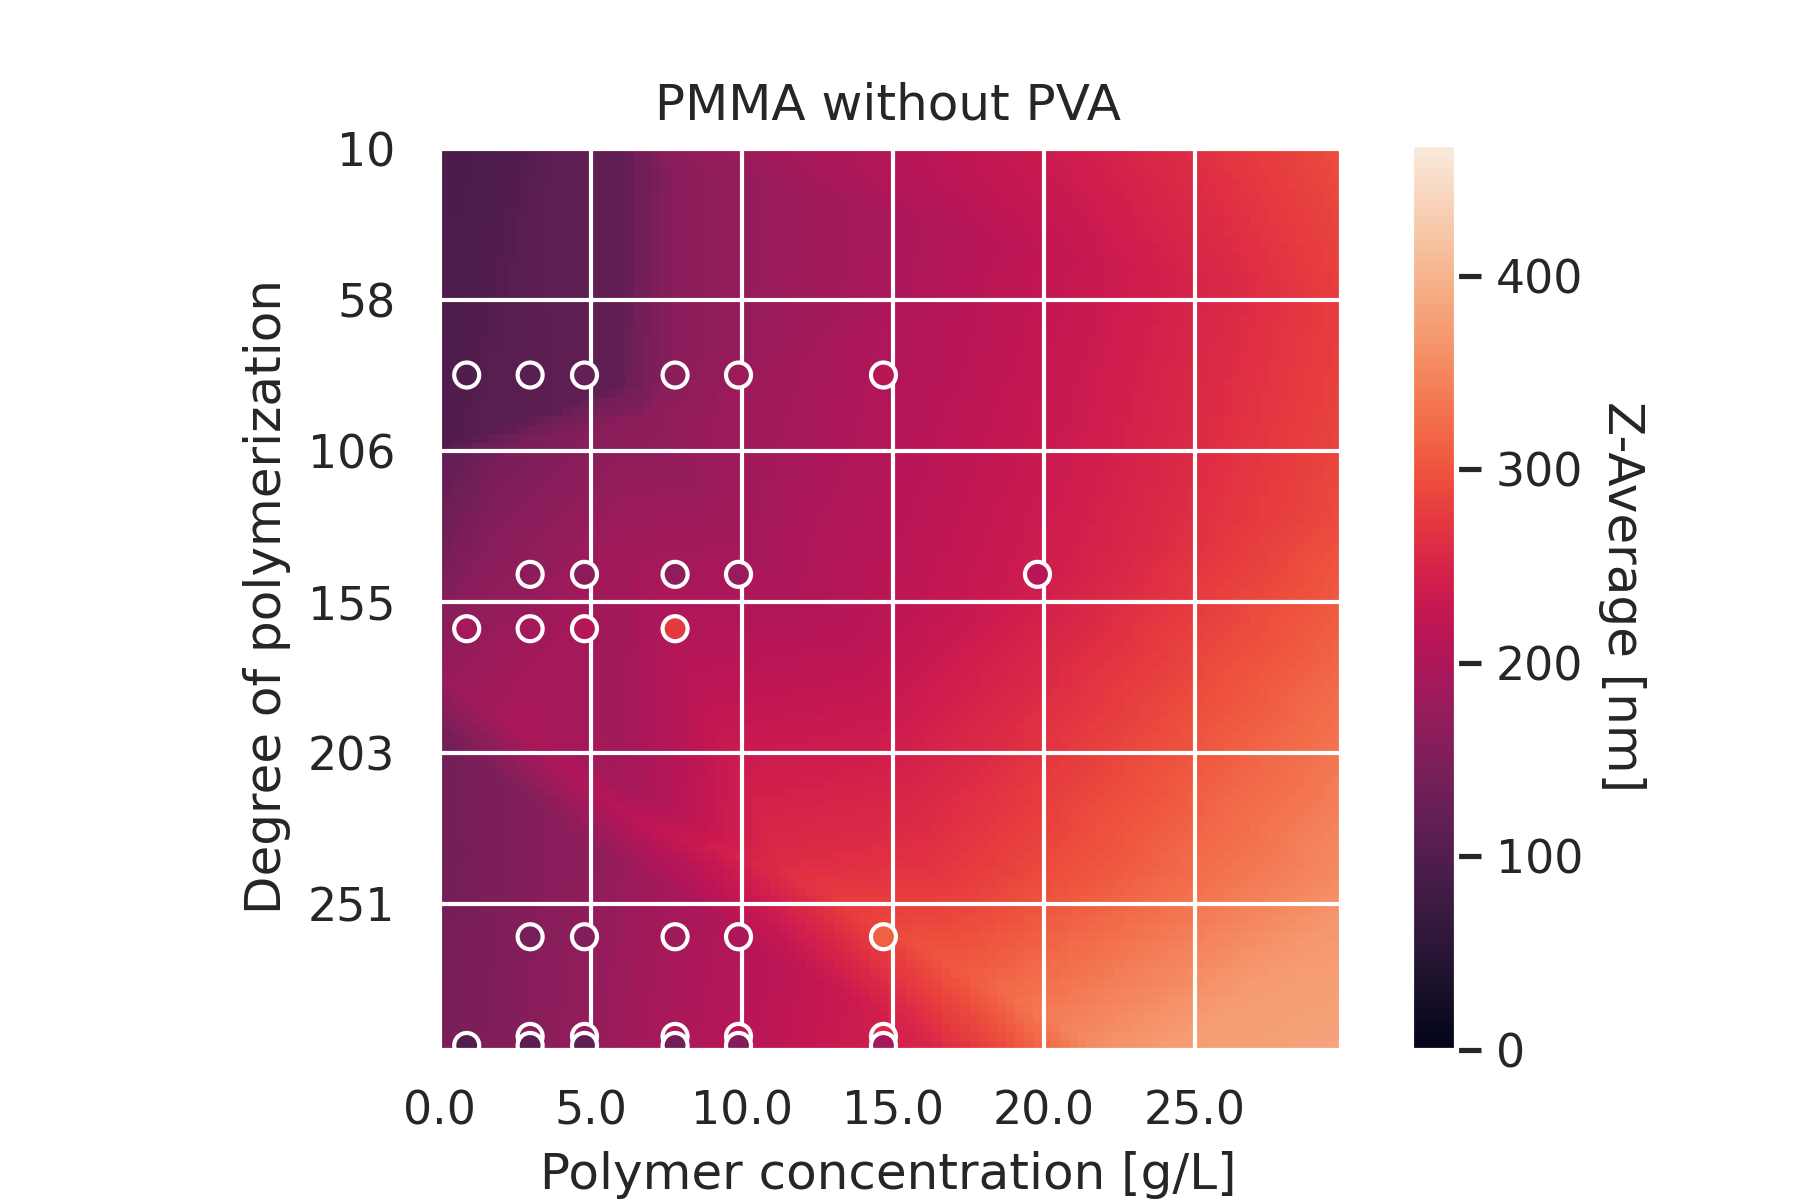 PMMA without PVA
10
58
106
155
203
251
Degree of polymerization
0.0 5.0 10.0 15.0 20.0 25.0
Polymer concentration [g/L]
400
300
200
100
0
Z-Average [nm]